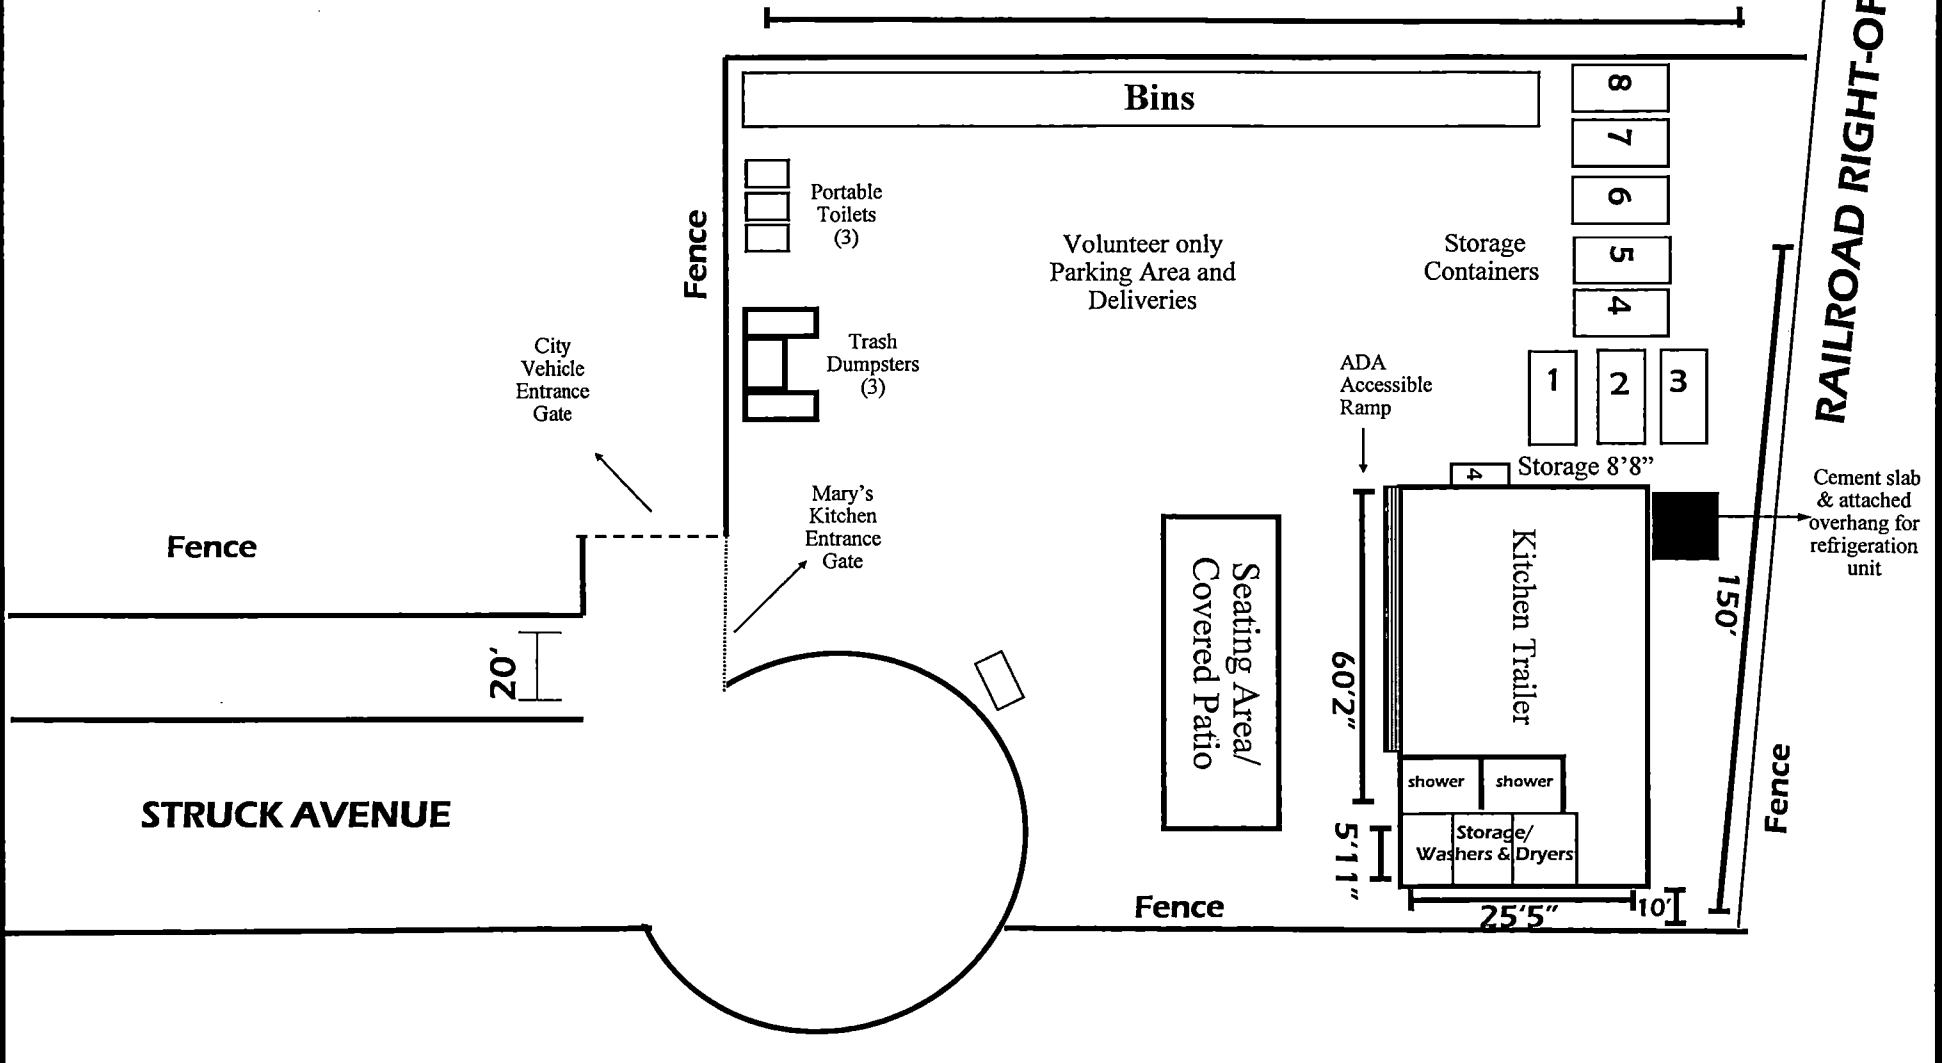 RAILROAD RIGHT-OF
Bins
8
7
6
5
4
1
2
3
Portable
Toilets
(3)
Fence
Volunteer only
Parking Area and
Deliveries
Storage
Containers
City
Vehicle
Entrance
Gate
Trash
Dumpsters
(3)
ADA
Accessible
Ramp
4
Storage 8'8"
Cement slab
& attached
overhang for
refrigeration
unit
Mary's
Kitchen
Entrance
Gate
Fence
Seating Area/
Covered Patio
Kitchen Trailer
150'
20'
60'2"
Fence
shower
shower
STRUCK AVENUE
Storage/
Washers & Dryers
5'11"
Fence
25'5"
10'